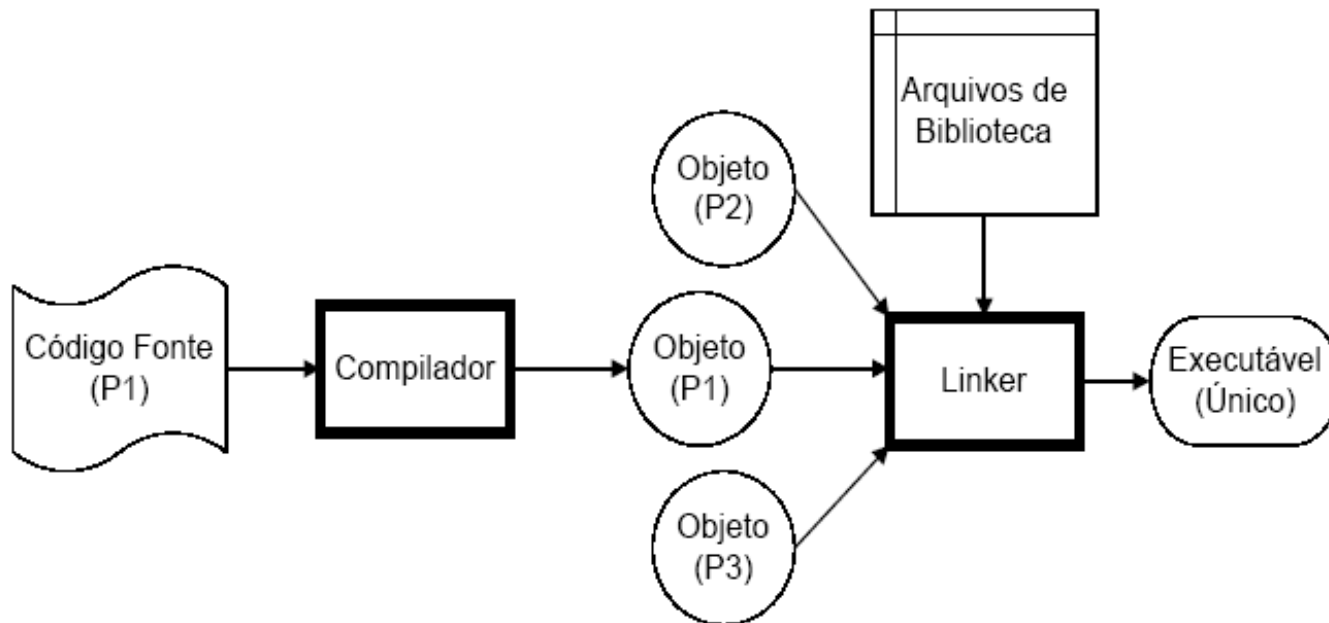 Arquivos de
Biblioteca
Objeto
(P2)
Código Fonte
(P1)
Compilador
Objeto
(P1)
Linker
Executável
(Único)
Objeto
(P3)